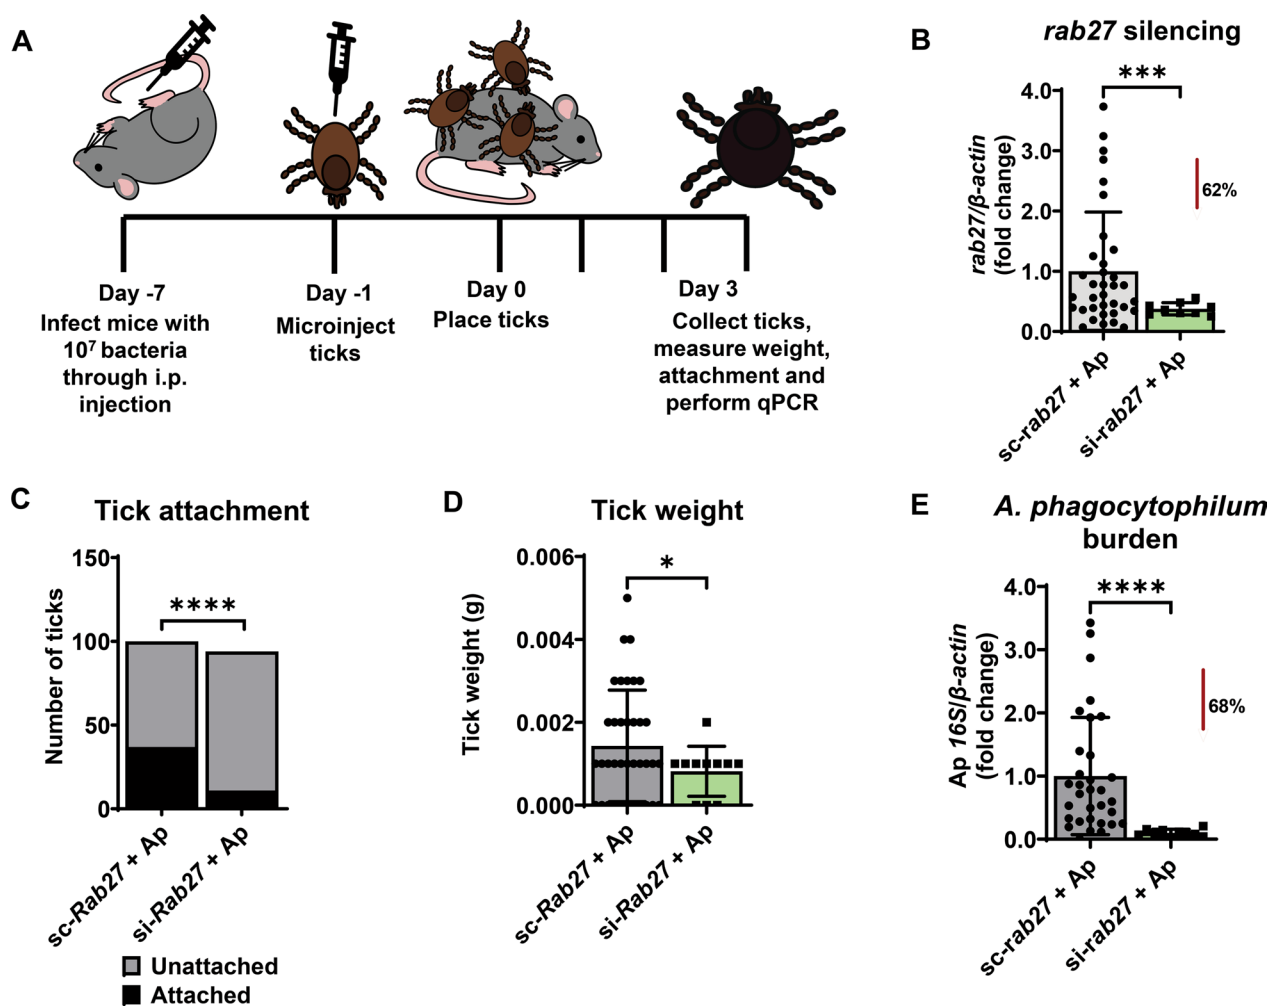 A
Day -7
Infect mice with
10⁷ bacteria
through i.p.
injection
Day -1
Microinject
ticks
Day 0
Place ticks
Day 3
Collect ticks,
measure weight,
attachment and
perform qPCR
B
rab27 silencing
***
rab27/β-actin
(fold change)
4.0
3.0
2.0
1.0
0.0
62%
sc-rab27 + Ap
si-rab27 + Ap
C
Tick attachment
****
Number of ticks
150
100
50
0
sc-Rab27 + Ap
si-Rab27 + Ap
Unattached
Attached
D
Tick weight
*
Tick weight (g)
0.006
0.004
0.002
0.000
sc-Rab27 + Ap
si-Rab27 + Ap
E
A. phagocytophilum
burden
****
Ap 16S/β-actin
(fold change)
4.0
3.0
2.0
1.0
0.0
68%
sc-rab27 + Ap
si-rab27 + Ap